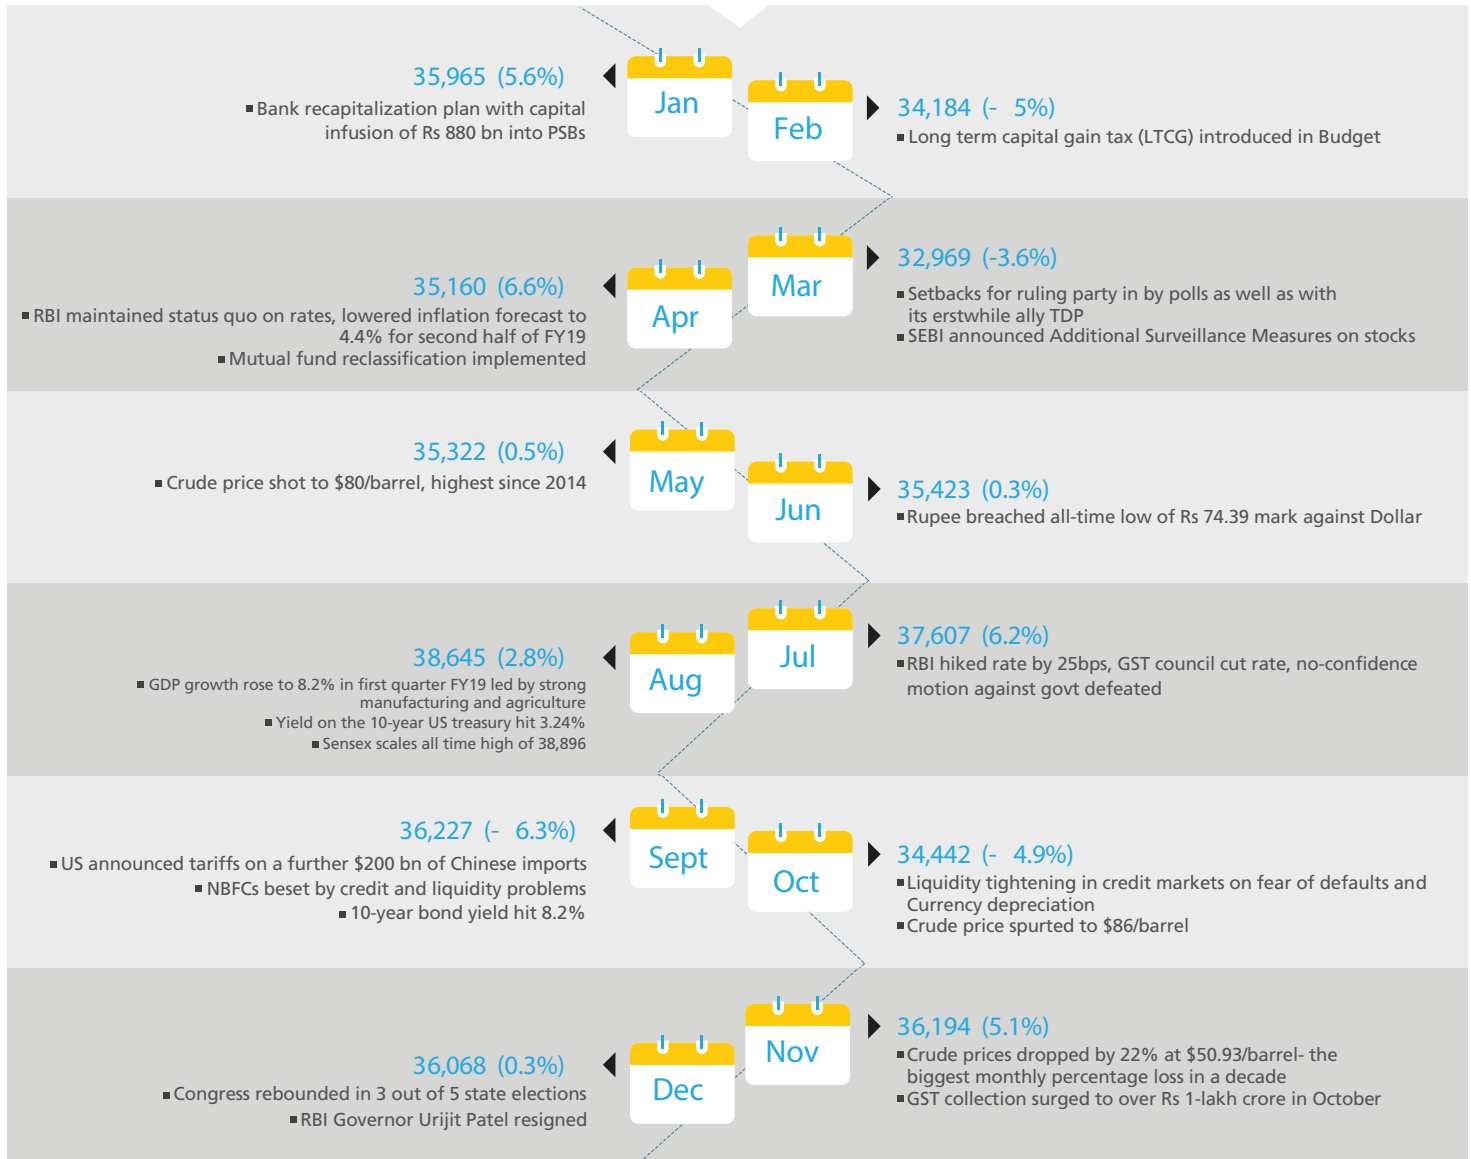 35,965 (5.6%)
Bank recapitalization plan with capital
infusion of Rs 880 bn into PSBs
Jan
Feb
34,184 (- 5%)
Long term capital gain tax (LTCG) introduced in Budget
Mar
32,969 (-3.6%)
Setbacks for ruling party in by polls as well as with
its erstwhile ally TDP
SEBI announced Additional Surveillance Measures on stocks
35,160 (6.6%)
RBI maintained status quo on rates, lowered inflation forecast to
4.4% for second half of FY19
Mutual fund reclassification implemented
Apr
35,322 (0.5%)
Crude price shot to $80/barrel, highest since 2014
May
Jun
35,423 (0.3%)
Rupee breached all-time low of Rs 74.39 mark against Dollar
Jul
37,607 (6.2%)
RBI hiked rate by 25bps, GST council cut rate, no-confidence
motion against govt defeated
38,645 (2.8%)
GDP growth rose to 8.2% in first quarter FY19 led by strong
manufacturing and agriculture
Yield on the 10-year US treasury hit 3.24%
Sensex scales all time high of 38,896
Aug
36,227 (- 6.3%)
US announced tariffs on a further $200 bn of Chinese imports
NBFCs beset by credit and liquidity problems
10-year bond yield hit 8.2%
Sept
Oct
34,442 (- 4.9%)
Liquidity tightening in credit markets on fear of defaults and
Currency depreciation
Crude price spurted to $86/barrel
Nov
36,194 (5.1%)
Crude prices dropped by 22% at $50.93/barrel- the
biggest monthly percentage loss in a decade
GST collection surged to over Rs 1-lakh crore in October
36,068 (0.3%)
Congress rebounded in 3 out of 5 state elections
RBI Governor Urijit Patel resigned
Dec